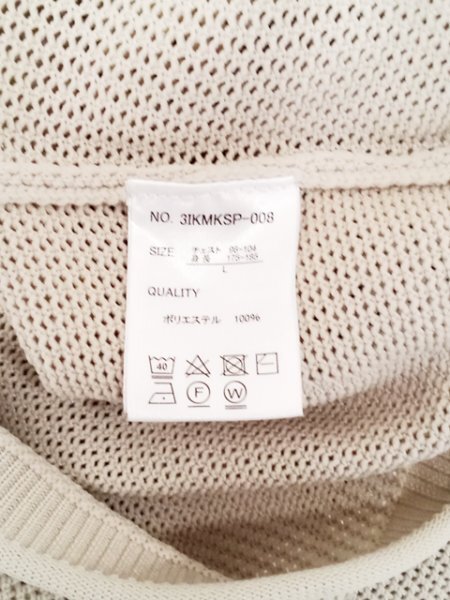 NO. 3IKMKSP-008
SIZE チェスト 96-104
身長 175-185
L
QUALITY
ポリエステル 100%
40
F W